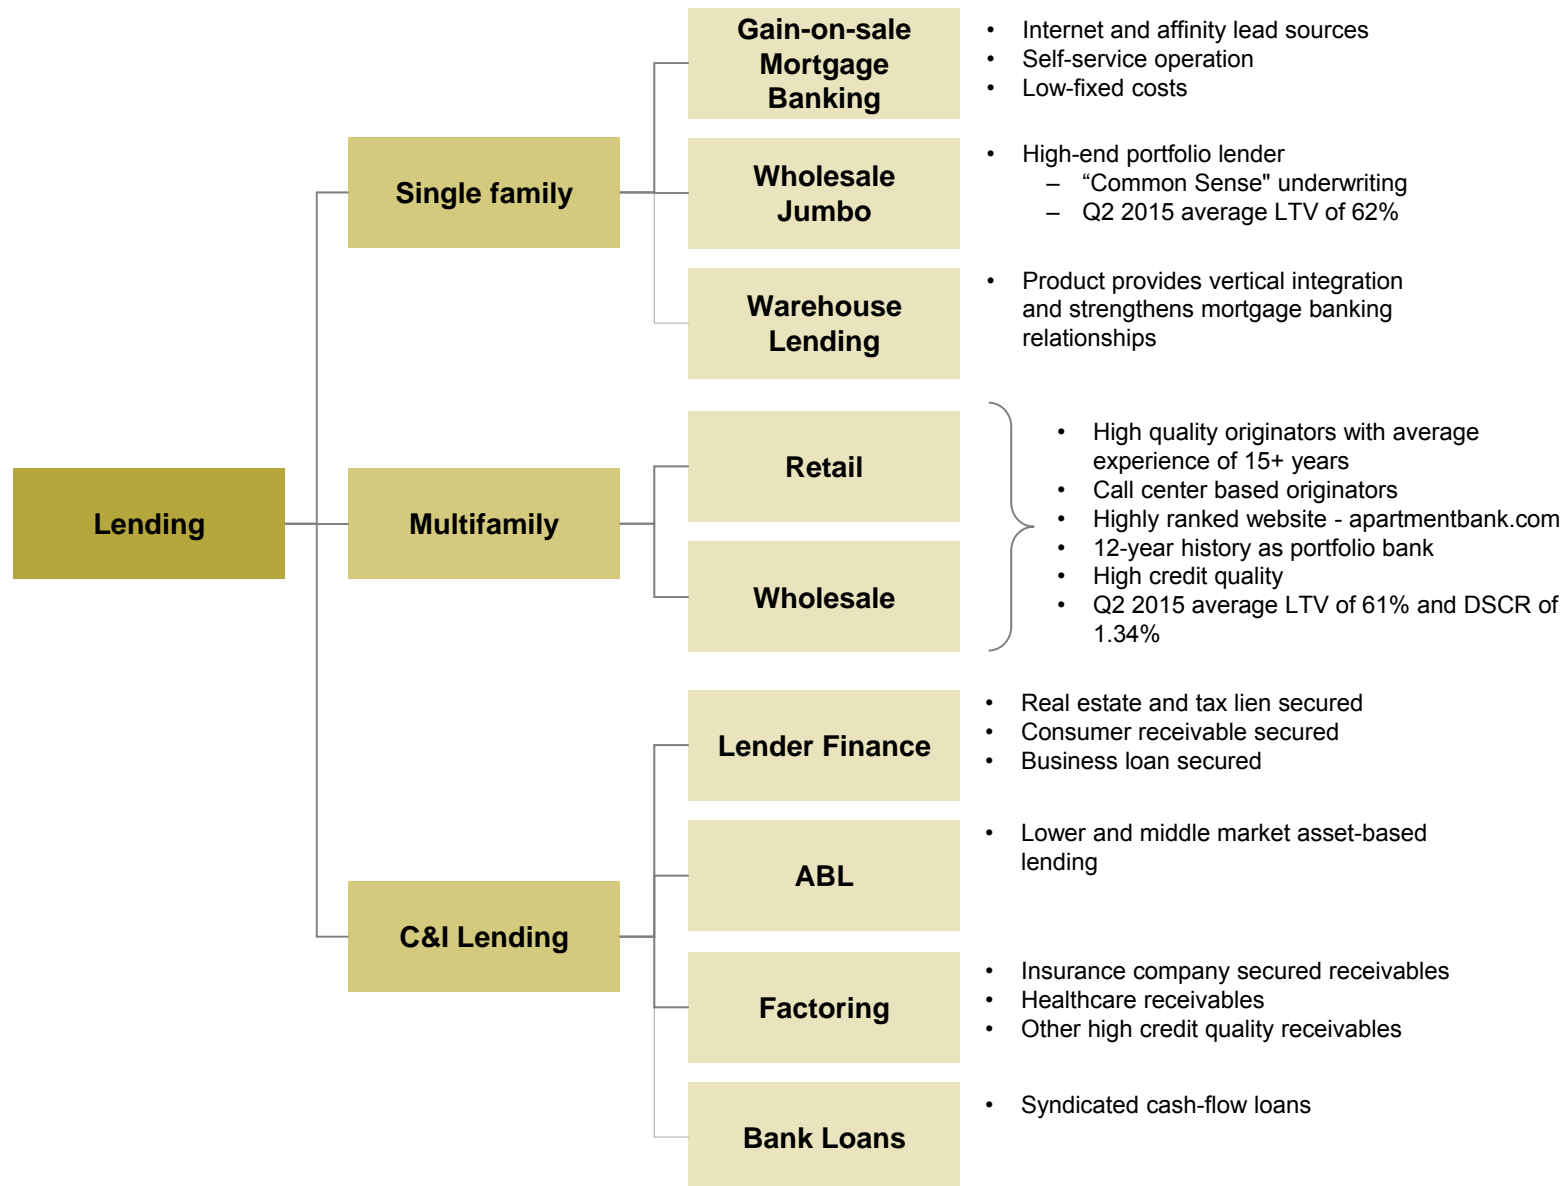 Gain-on-sale
Mortgage
Banking
• Internet and affinity lead sources
• Self-service operation
• Low-fixed costs
Single family
Wholesale
Jumbo
• High-end portfolio lender
– “Common Sense" underwriting
– Q2 2015 average LTV of 62%
Warehouse
Lending
• Product provides vertical integration
and strengthens mortgage banking
relationships
Lending
Multifamily
Retail
Wholesale
• High quality originators with average
experience of 15+ years
• Call center based originators
• Highly ranked website - apartmentbank.com
• 12-year history as portfolio bank
• High credit quality
• Q2 2015 average LTV of 61% and DSCR of
1.34%
C&I Lending
Lender Finance
• Real estate and tax lien secured
• Consumer receivable secured
• Business loan secured
ABL
• Lower and middle market asset-based
lending
Factoring
• Insurance company secured receivables
• Healthcare receivables
• Other high credit quality receivables
Bank Loans
• Syndicated cash-flow loans